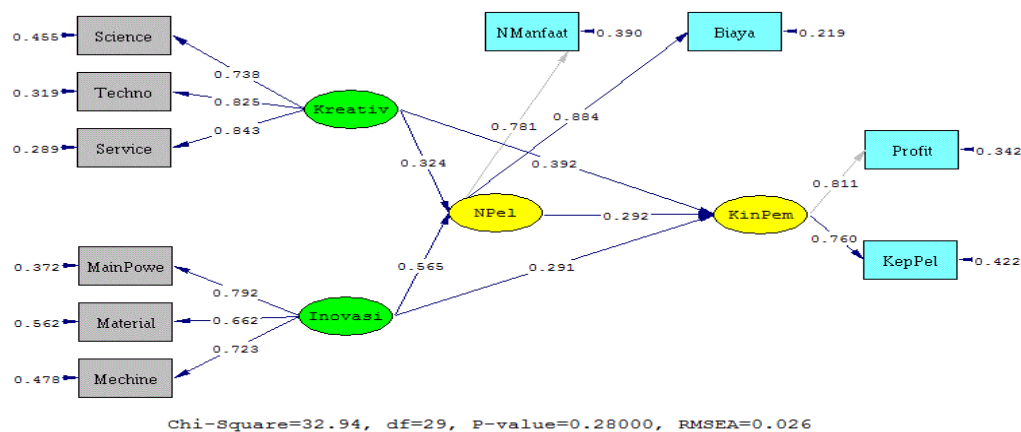 NManfaat
0.390
Biaya
0.219
0.455
Science
0.738
0.319
Techno
0.825
Kreativ
0.289
Service
0.843
0.781
0.884
0.324
0.392
Profit
0.342
0.811
NPel
0.292
KinPem
0.760
KepPel
0.422
0.565
0.291
0.372
MainPowe
0.792
0.562
Material
0.662
Inovasi
0.723
0.478
Mechine
Chi-Square=32.94, df=29, P-value=0.28000, RMSEA=0.026